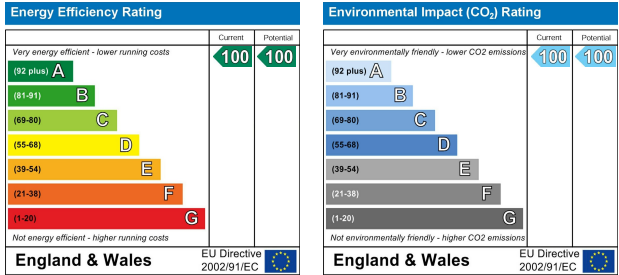 Energy Efficiency Rating
Current Potential
Very energy efficient - lower running costs
100 100
(92 plus) A
(81-91) B
(69-80) C
(55-68) D
(39-54) E
(21-38) F
(1-20) G
Not energy efficient - higher running costs
England & Wales
EU Directive
2002/91/EC
Environmental Impact (CO₂) Rating
Current Potential
Very environmentally friendly - lower CO2 emissions
100 100
(92 plus) A
(81-91) B
(69-80) C
(55-68) D
(39-54) E
(21-38) F
(1-20) G
Not environmentally friendly - higher CO2 emissions
England & Wales
EU Directive
2002/91/EC